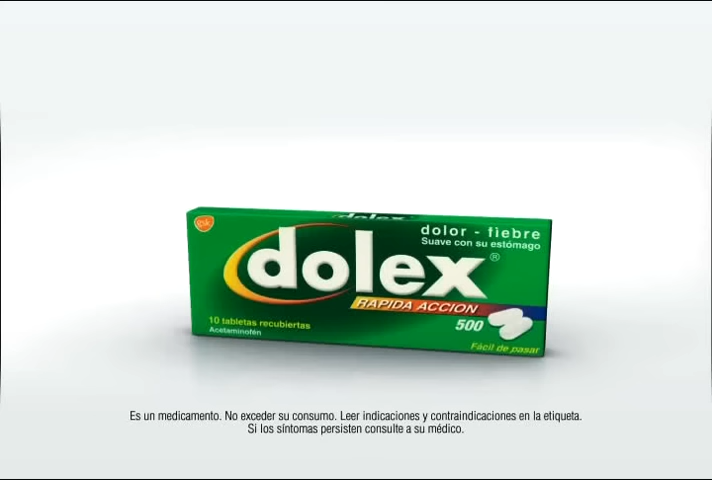 gsk
dolex
dolor - fiebre
Suave con su estómago
dolex®
RAPIDA ACCION
500
10 tabletas recubiertas
Acetaminofén
Fácil de pasar
Es un medicamento. No exceder su consumo. Leer indicaciones y contraindicaciones en la etiqueta.
Si los síntomas persisten consulte a su médico.